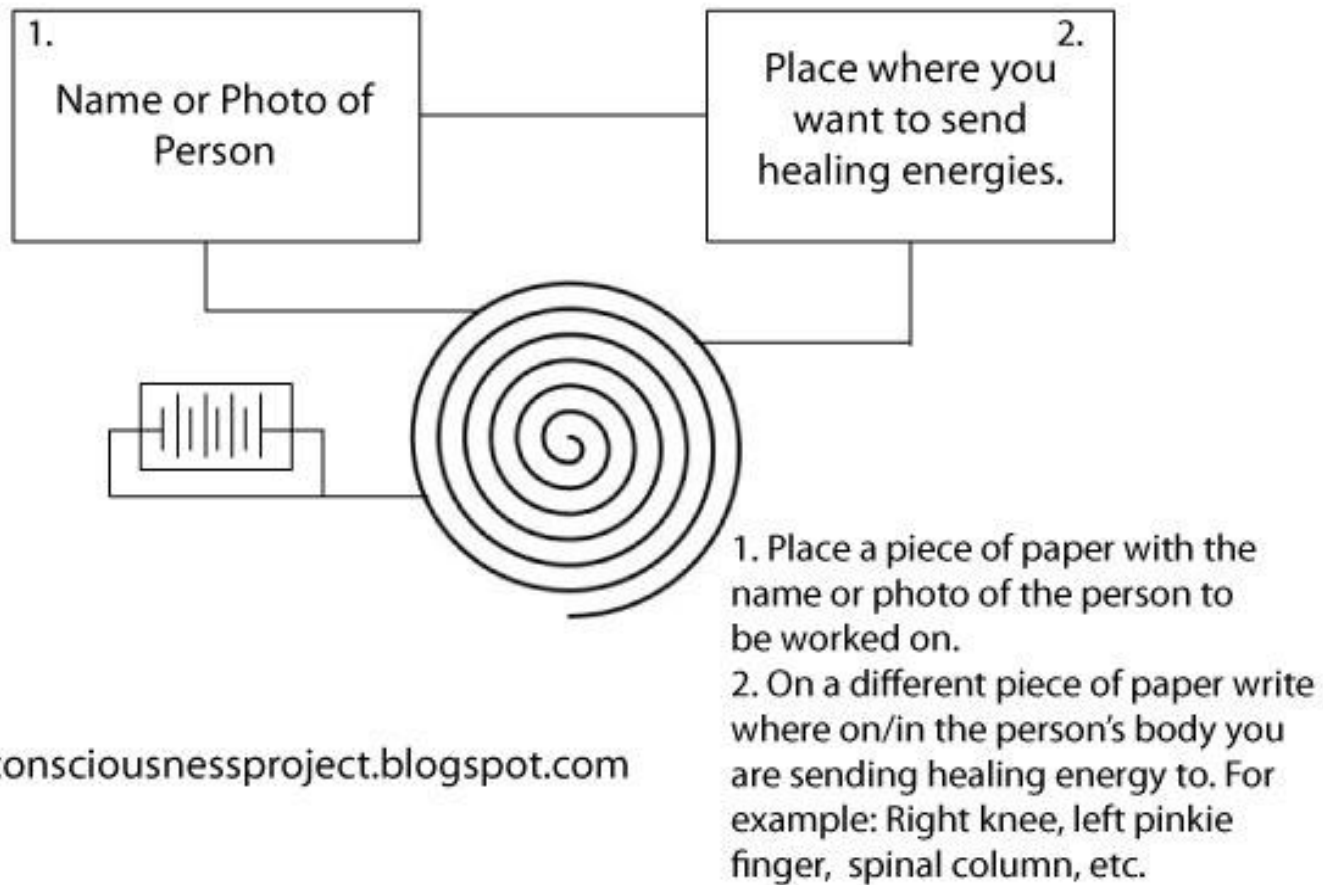 1.
Name or Photo of
Person
2.
Place where you
want to send
healing energies.
1. Place a piece of paper with the
name or photo of the person to
be worked on.
2. On a different piece of paper write
where on/in the person's body you
are sending healing energy to. For
example: Right knee, left pinkie
finger, spinal column, etc.
consciousnessproject.blogspot.com